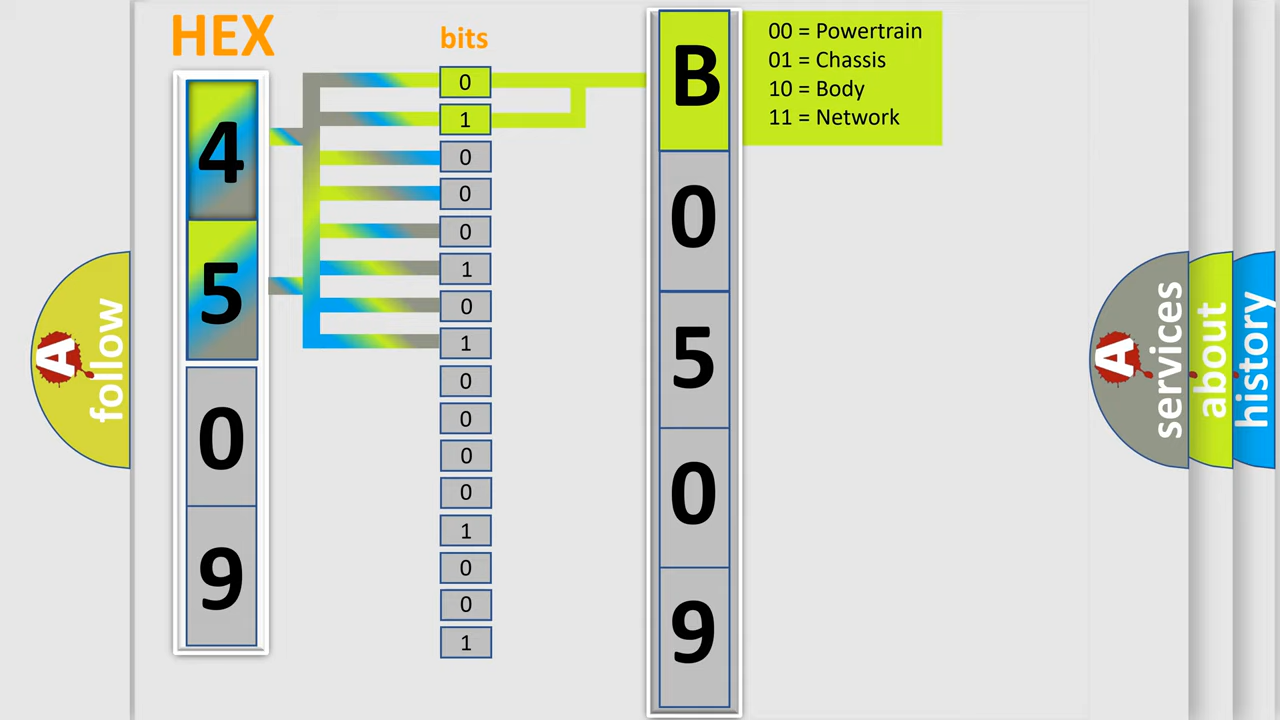 HEX
bits
4
5
0
9
0
1
0
0
0
1
0
1
0
0
0
0
1
0
0
1
B
0
5
0
9
00 = Powertrain
01 = Chassis
10 = Body
11 = Network
A
follow
A
services
about
history